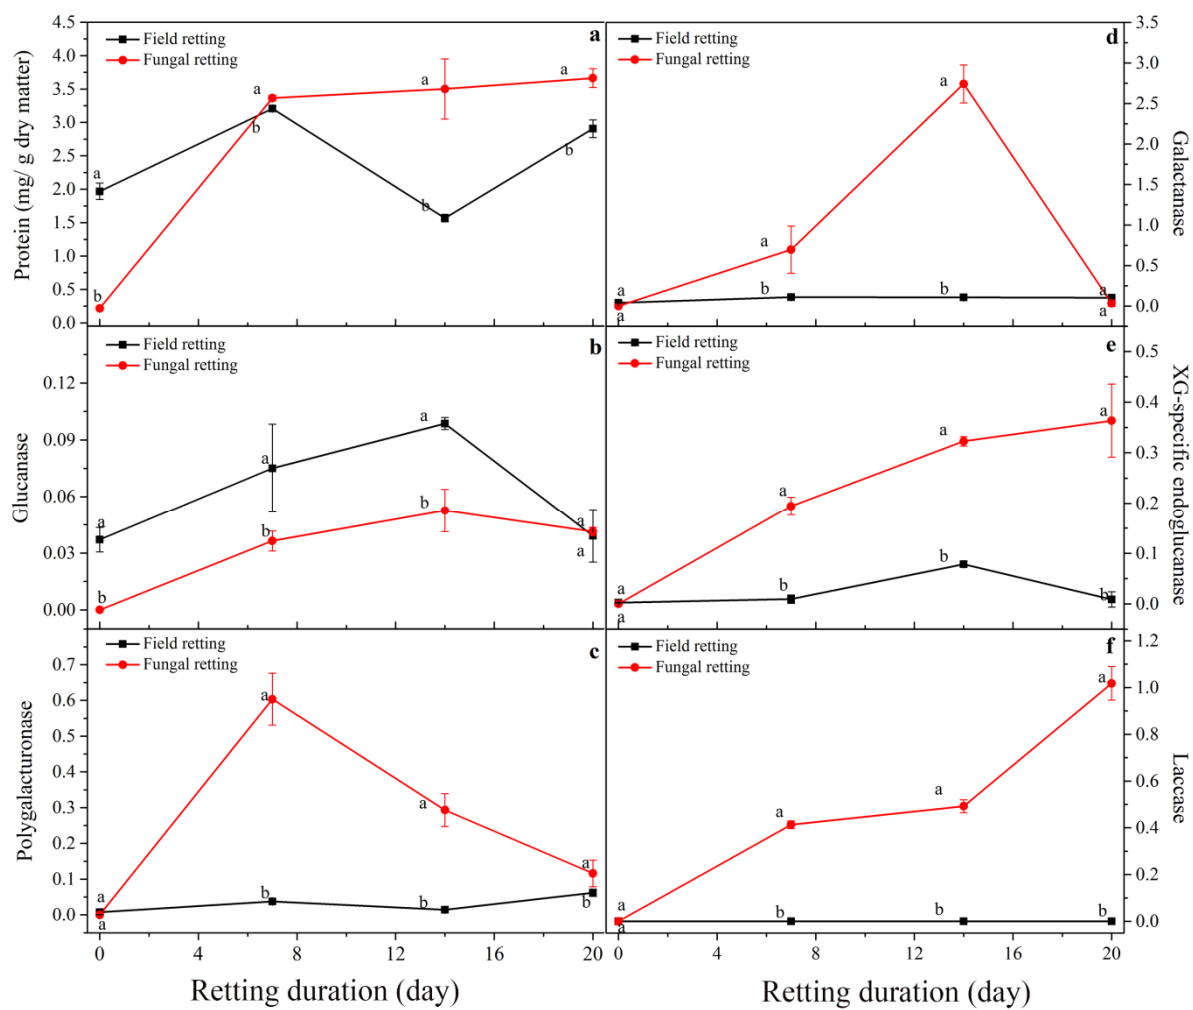 Field retting
Fungal retting
a
Protein (mg/ g dry matter)
4.5
4.0
3.5
3.0
2.5
2.0
1.5
1.0
0.5
0.0
a
b
a
b
a
b
a
b
Field retting
Fungal retting
d
Galactanase
3.5
3.0
2.5
2.0
1.5
1.0
0.5
0.0
a
a
a
b
a
b
a
a
Field retting
Fungal retting
b
Glucanase
0.12
0.09
0.06
0.03
0.00
a
b
a
b
a
b
a
a
Field retting
Fungal retting
e
XG-specific endoglucanase
0.5
0.4
0.3
0.2
0.1
0.0
a
a
a
b
a
b
a
b
Field retting
Fungal retting
c
Polygalacturonase
0.7
0.6
0.5
0.4
0.3
0.2
0.1
0.0
a
a
a
b
a
b
a
b
0 4 8 12 16 20
Retting duration (day)
Field retting
Fungal retting
f
Laccase
1.2
1.0
0.8
0.6
0.4
0.2
0.0
a
a
a
b
a
b
a
b
0 4 8 12 16 20
Retting duration (day)